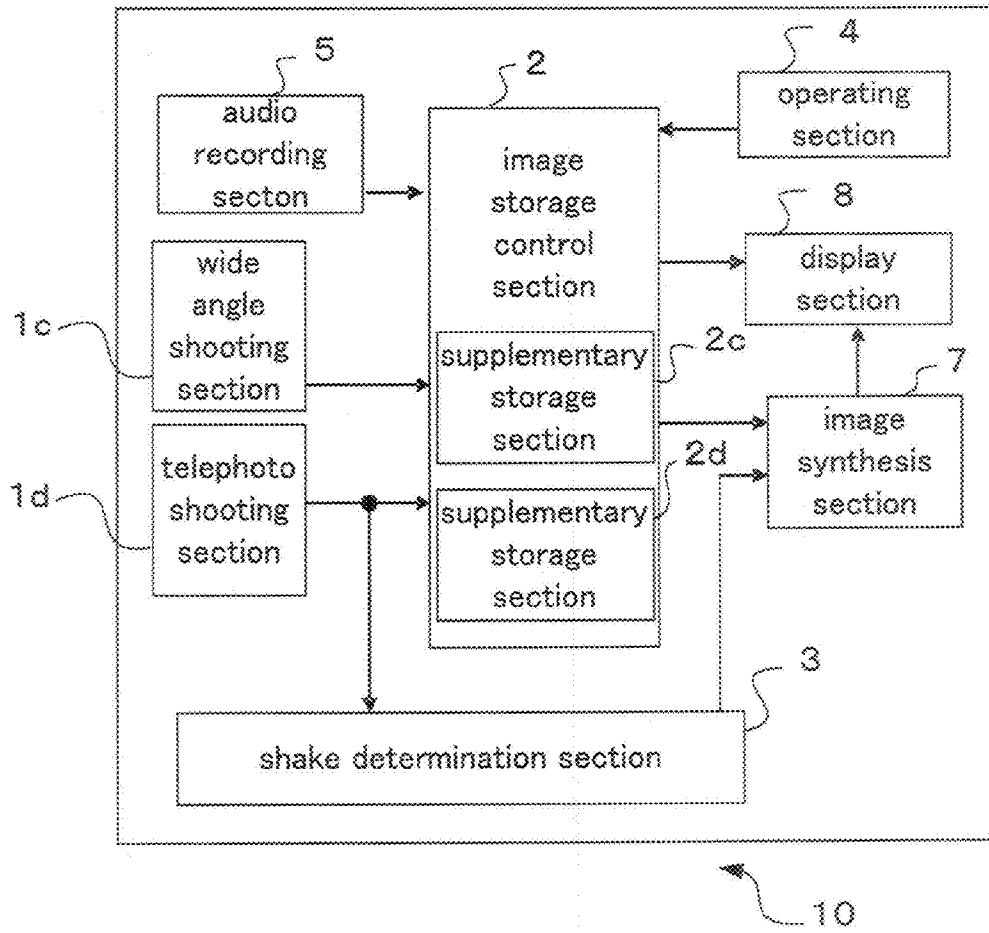 5
audio
recording
secton
2
image
storage
control
section
4
operating
section
8
display
section
1c
wide
angle
shooting
section
supplementary
storage
section
2c
7
image
synthesis
section
1d
telephoto
shooting
section
supplementary
storage
section
2d
3
shake determination section
10